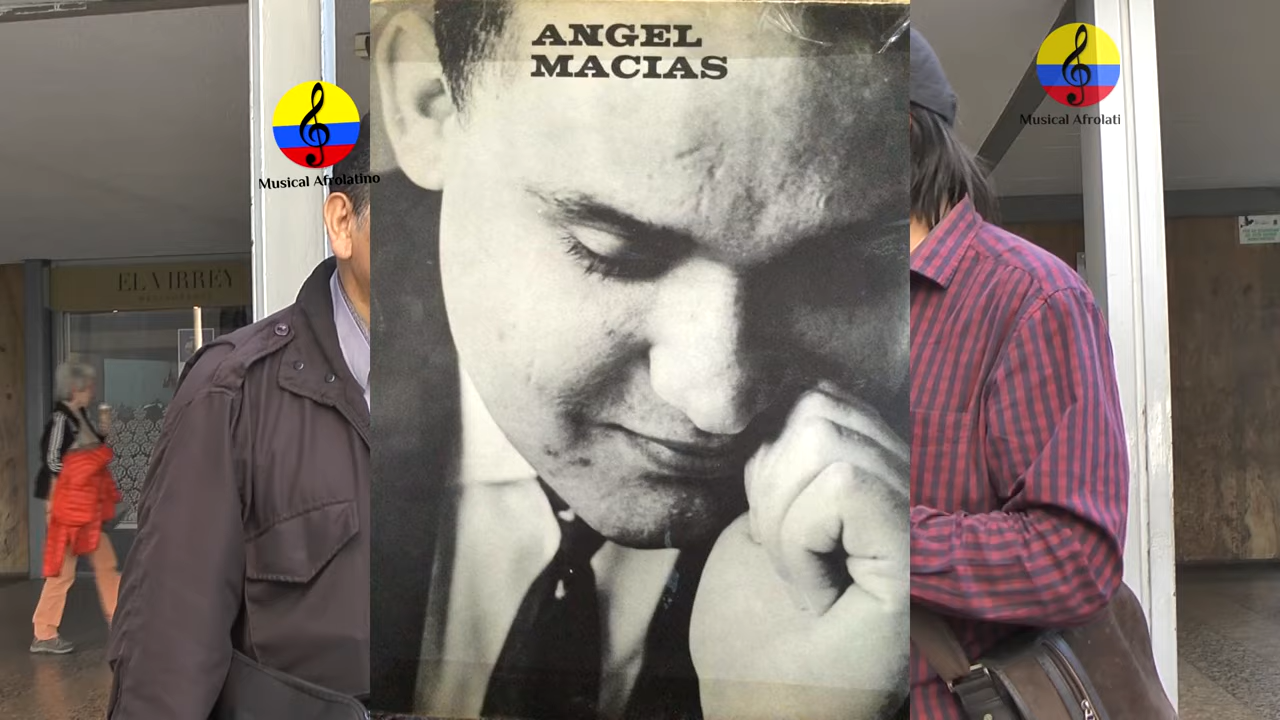 ANGEL
MACIAS
Musical Afrolatino
Musical Afrolati
EL VIRREY